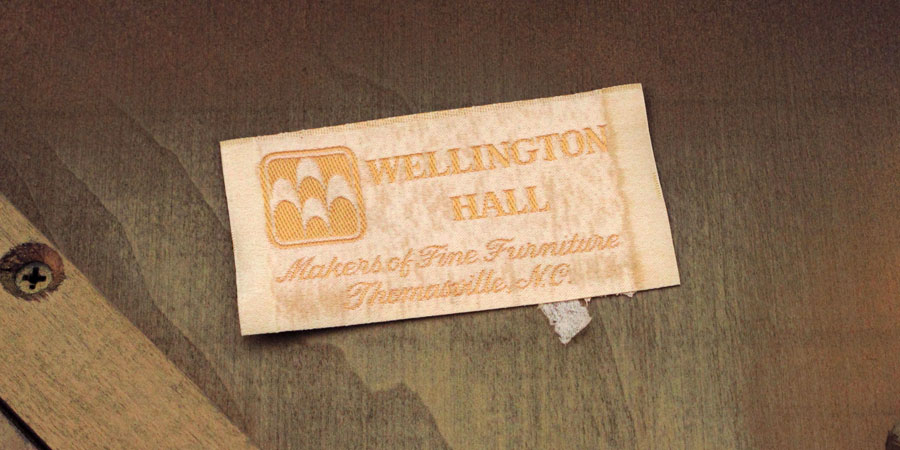 WELLINGTON
HALL
Makers of Fine Furniture
Thomasville, N.C.